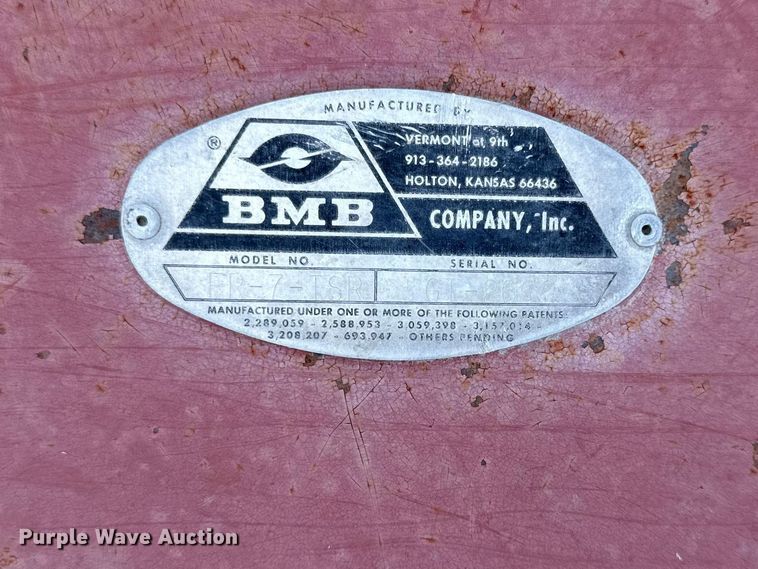 MANUFACTURED BY
®
VERMONT at 9th
913-364-2186
HOLTON, KANSAS 66436
BMB
COMPANY, Inc.
MODEL NO.
SERIAL NO.
MANUFACTURED UNDER ONE OR MORE OF THE FOLLOWING PATENTS:
2,289,059 - 2,588,953 - 3,059,398 - 3,157,014 -
3,208,207 - 693,947 - OTHERS PENDING
Purple Wave Auction